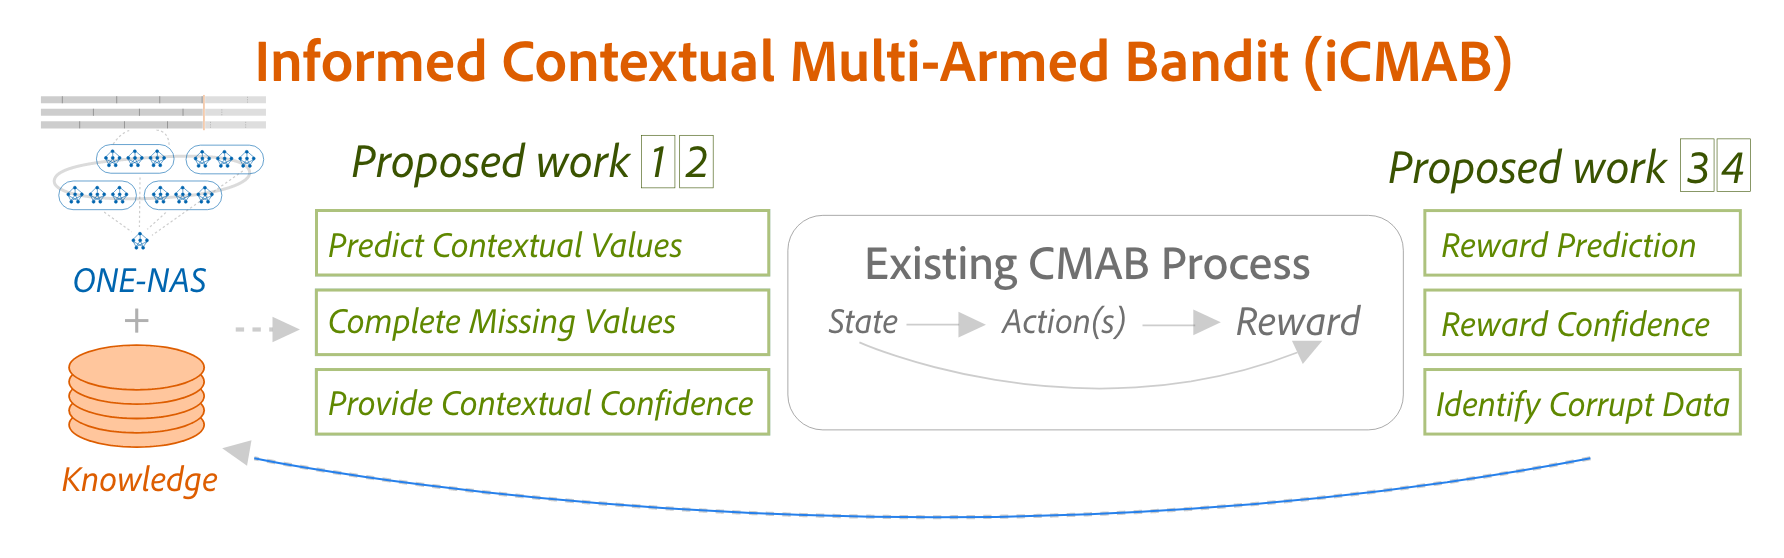 Informed Contextual Multi-Armed Bandit (iCMAB)
ONE-NAS
+
Knowledge
Proposed work 1 2
Predict Contextual Values
Complete Missing Values
Provide Contextual Confidence
Existing CMAB Process
State Action(s) Reward
Proposed work 3 4
Reward Prediction
Reward Confidence
Identify Corrupt Data